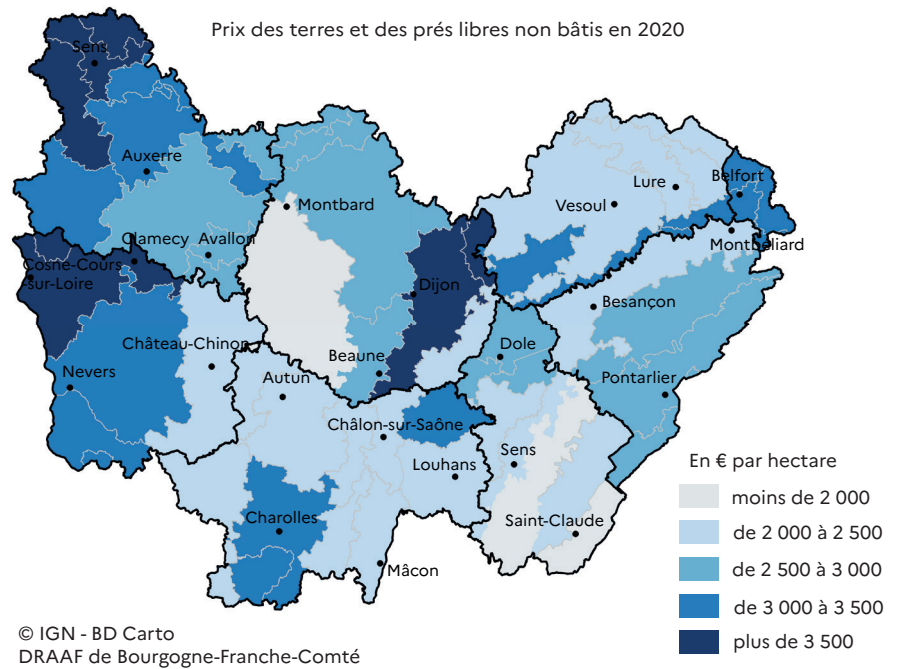 Prix des terres et des prés libres non bâtis en 2020
Sens
Auxerre
Belfort
Lure
Vesoul
Montbard
Clamecy Avallon
Montbéliard
Cosne-Cours
-sur-Loire
Dijon
Besançon
Château-Chinon
Dole
Beaune
Nevers
Autun
Pontarlier
Châlon-sur-Saône
Sens
Louhans
En € par hectare
moins de 2 000
Charolles
Saint-Claude
de 2 000 à 2 500
Mâcon
de 2 500 à 3 000
de 3 000 à 3 500
© IGN - BD Carto
plus de 3 500
DRAAF de Bourgogne-Franche-Comté